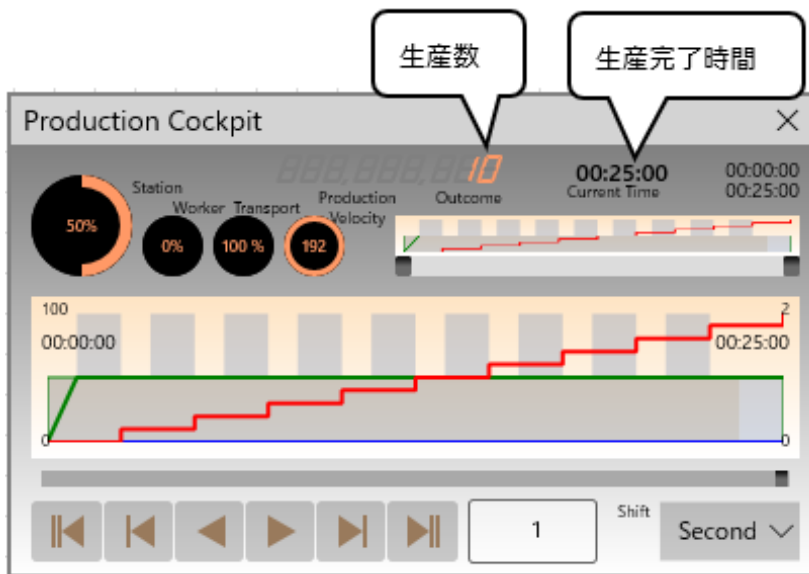 生産数
生産完了時間
Production Cockpit
10
00:25:00
Current Time
00:00:00
00:25:00
Station
Worker
Transport
Production
Velocity
Outcome
50%
0%
100 %
192
100
2
00:00:00
00:25:00
0
0
1
Shift
Second